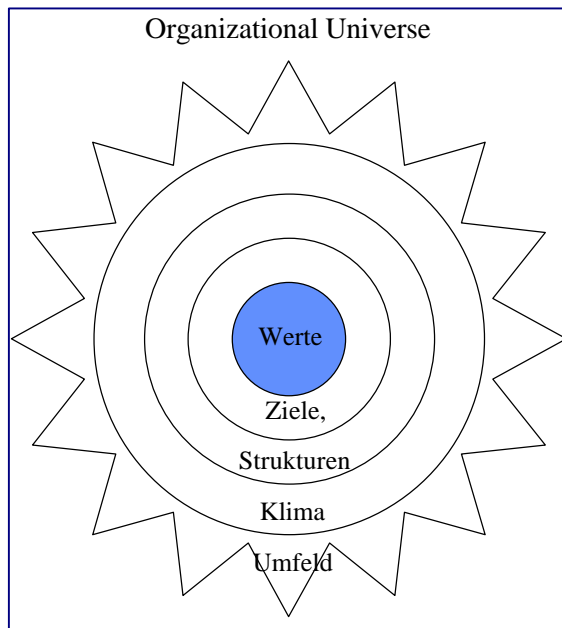 Organizational Universe
Werte
Ziele,
Strukturen
Klima
Umfeld